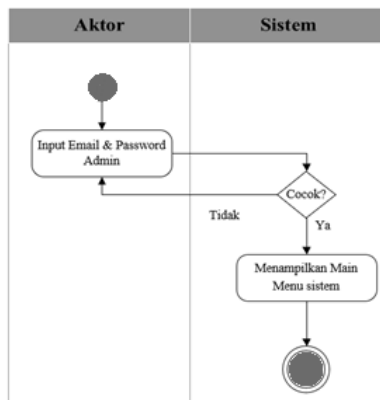 Aktor
Sistem
Input Email & Password
Admin
Cocok?
Tidak
Ya
Menampilkan Main
Menu sistem